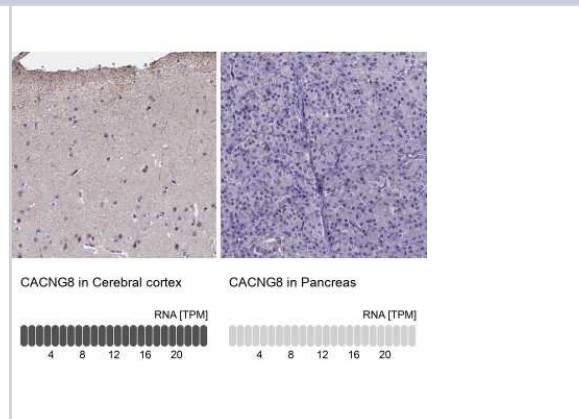 CACNG8 in Cerebral cortex
CACNG8 in Pancreas
RNA [TPM]
RNA [TPM]
4 8 12 16 20
4 8 12 16 20